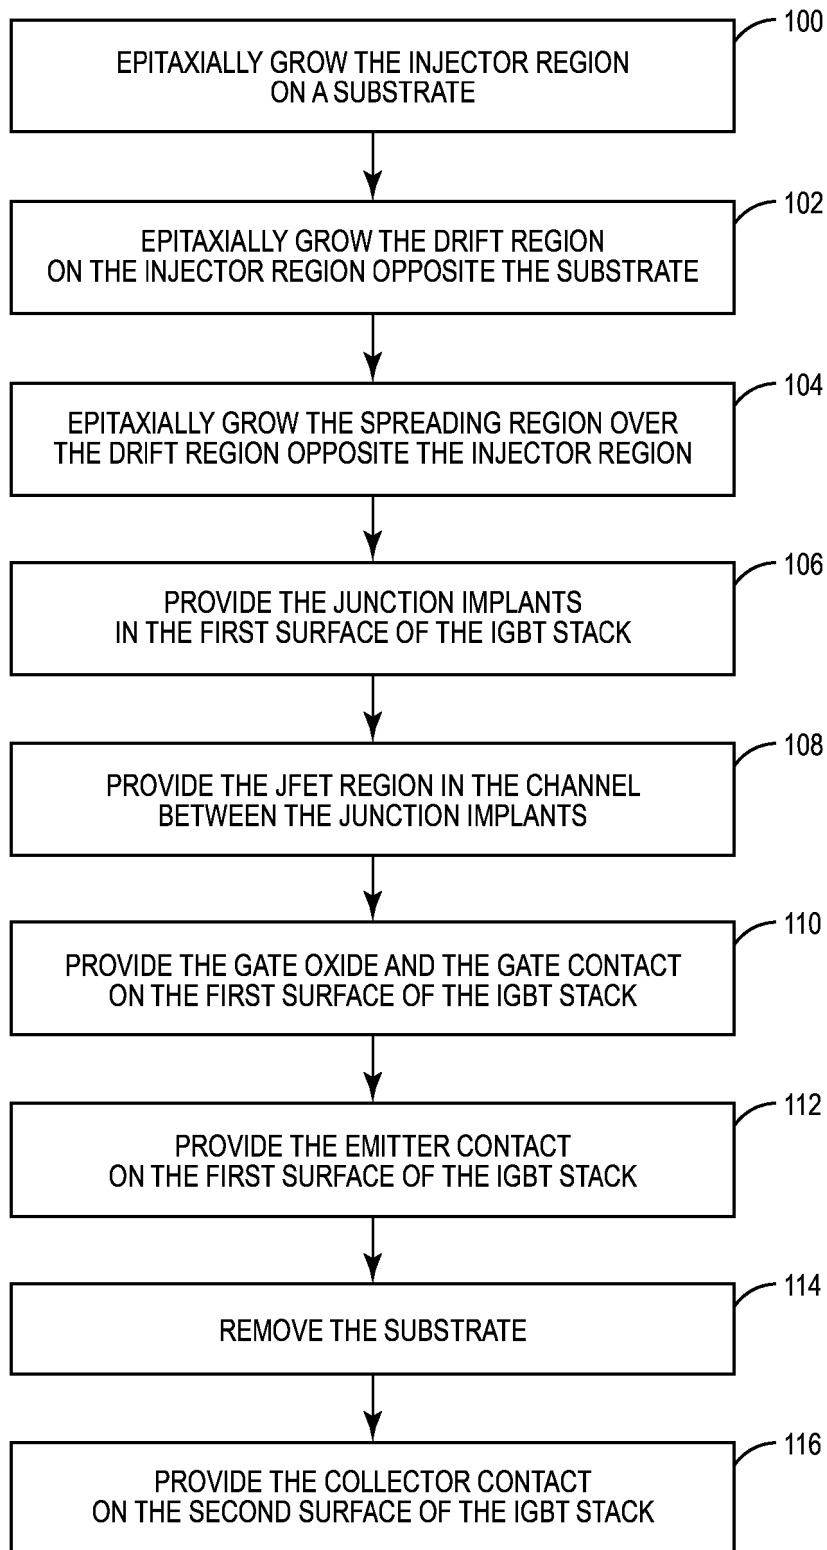 100
EPITAXIALLY GROW THE INJECTOR REGION
ON A SUBSTRATE
102
EPITAXIALLY GROW THE DRIFT REGION
ON THE INJECTOR REGION OPPOSITE THE SUBSTRATE
104
EPITAXIALLY GROW THE SPREADING REGION OVER
THE DRIFT REGION OPPOSITE THE INJECTOR REGION
106
PROVIDE THE JUNCTION IMPLANTS
IN THE FIRST SURFACE OF THE IGBT STACK
108
PROVIDE THE JFET REGION IN THE CHANNEL
BETWEEN THE JUNCTION IMPLANTS
110
PROVIDE THE GATE OXIDE AND THE GATE CONTACT
ON THE FIRST SURFACE OF THE IGBT STACK
112
PROVIDE THE EMITTER CONTACT
ON THE FIRST SURFACE OF THE IGBT STACK
114
REMOVE THE SUBSTRATE
116
PROVIDE THE COLLECTOR CONTACT
ON THE SECOND SURFACE OF THE IGBT STACK